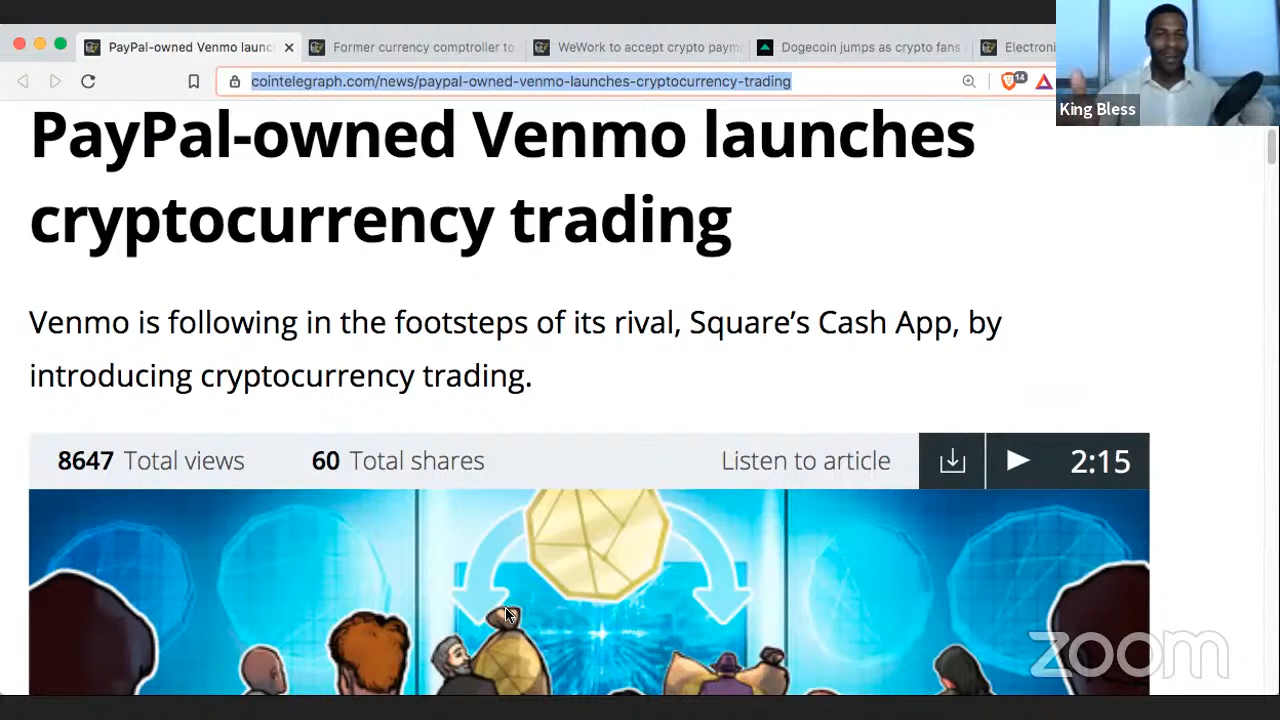 PayPal-owned Venmo launc
Former currency comptroller to
WeWork to accept crypto paym
Dogecoin jumps as crypto fans
Electroni
cointelegraph.com/news/paypal-owned-venmo-launches-cryptocurrency-trading
14
King Bless
PayPal-owned Venmo launches
cryptocurrency trading
Venmo is following in the footsteps of its rival, Square’s Cash App, by
introducing cryptocurrency trading.
8647 Total views 60 Total shares Listen to article 2:15
zoom